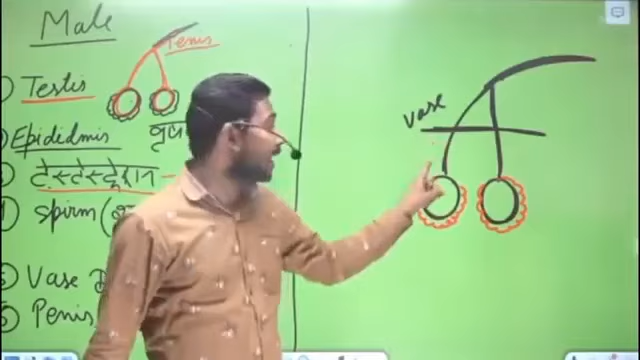 Male
Penis
Testis
Epididmis
वृष
टेस्टेस्ट्रेरान
spirm (शु
Vase D
Penis
Vase